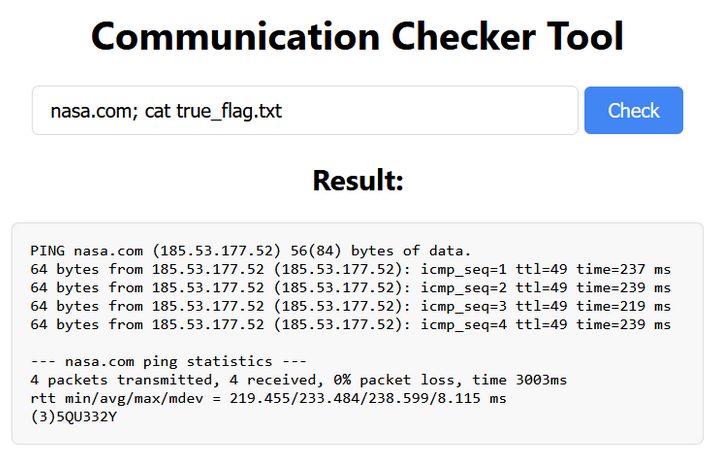 Communication Checker Tool
nasa.com; cat true_flag.txt
Check
Result:
PING nasa.com (185.53.177.52) 56(84) bytes of data.
64 bytes from 185.53.177.52 (185.53.177.52): icmp_seq=1 ttl=49 time=237 ms
64 bytes from 185.53.177.52 (185.53.177.52): icmp_seq=2 ttl=49 time=239 ms
64 bytes from 185.53.177.52 (185.53.177.52): icmp_seq=3 ttl=49 time=219 ms
64 bytes from 185.53.177.52 (185.53.177.52): icmp_seq=4 ttl=49 time=239 ms
--- nasa.com ping statistics ---
4 packets transmitted, 4 received, 0% packet loss, time 3003ms
rtt min/avg/max/mdev = 219.455/233.484/238.599/8.115 ms
(3)5QU332Y